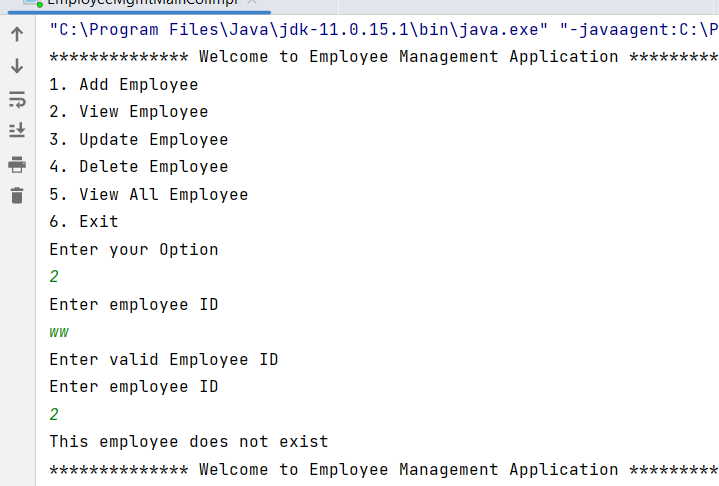 EmployeeMgmtMainColImpl
"C:\Program Files\Java\jdk-11.0.15.1\bin\java.exe" "-javaagent:C:\P
************** Welcome to Employee Management Application *********
1. Add Employee
2. View Employee
3. Update Employee
4. Delete Employee
5. View All Employee
6. Exit
Enter your Option
2
Enter employee ID
ww
Enter valid Employee ID
Enter employee ID
2
This employee does not exist
************** Welcome to Employee Management Application *********